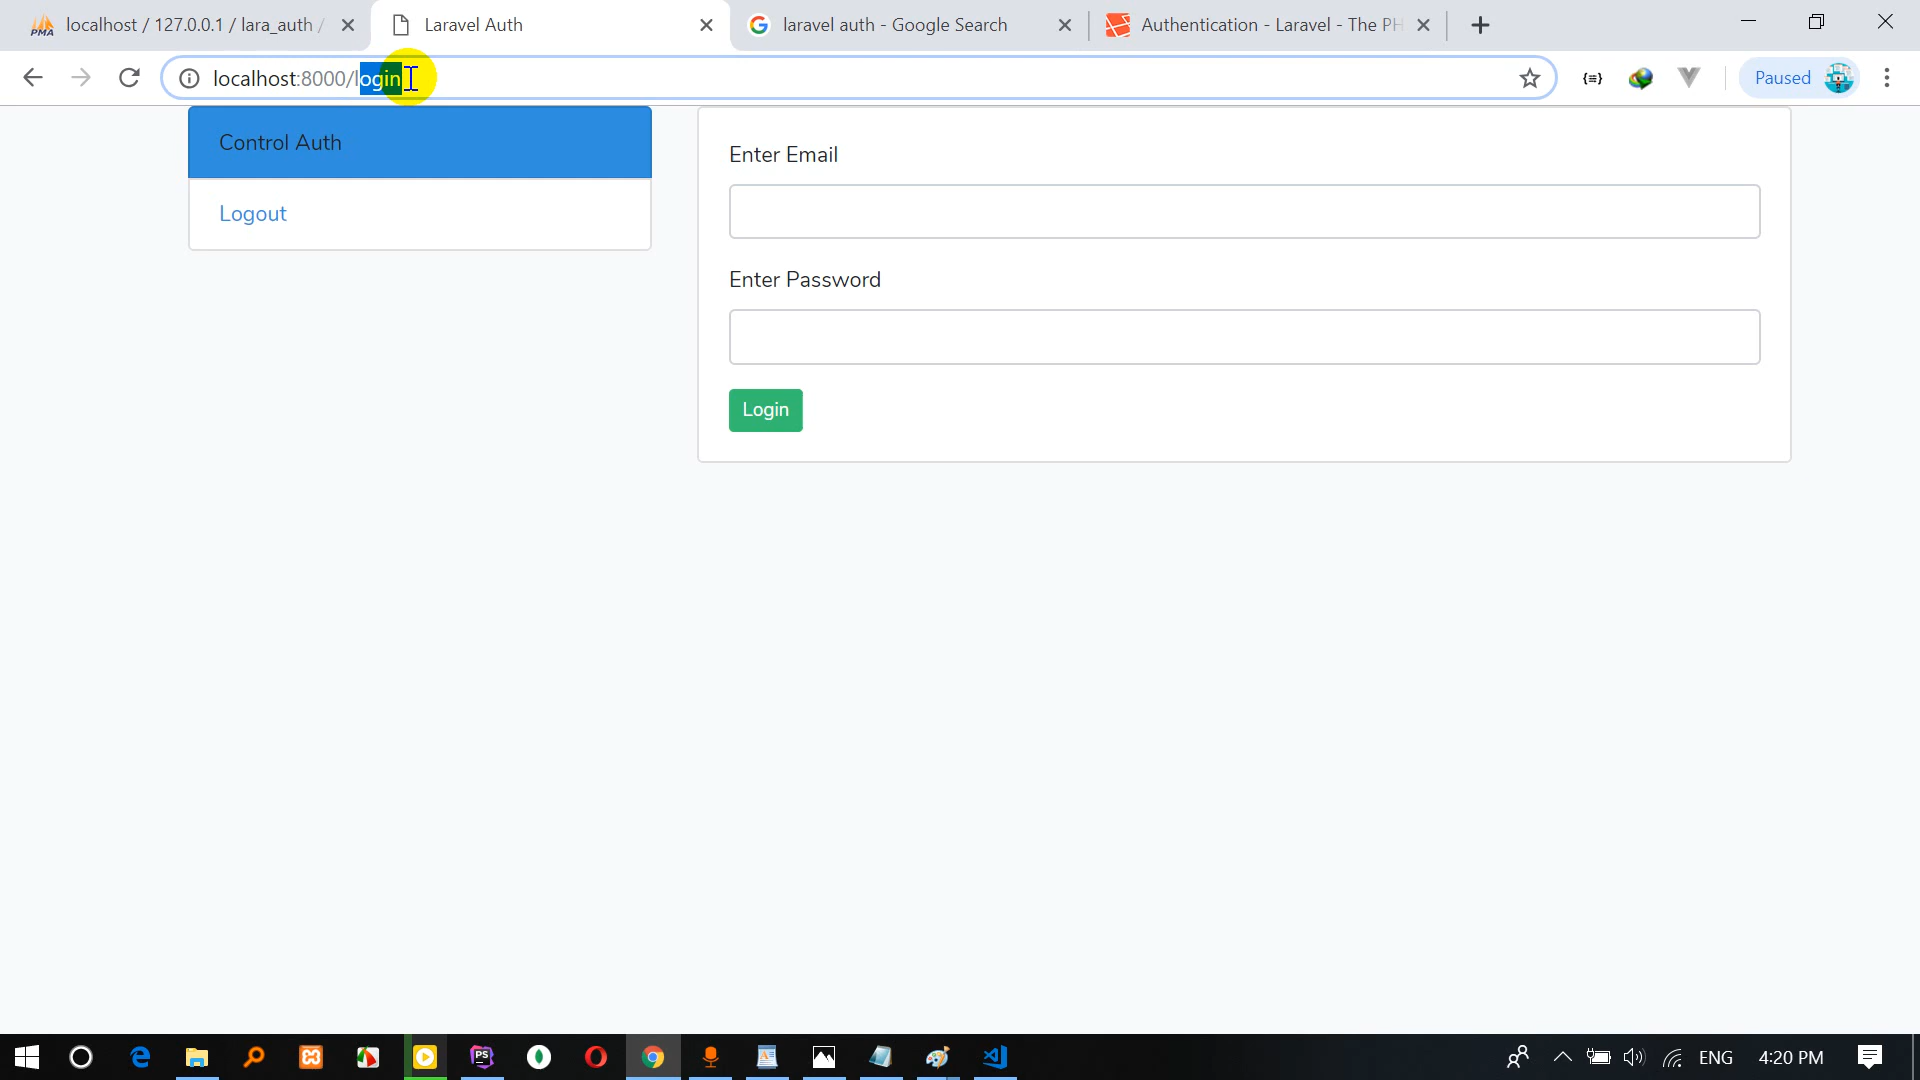 localhost / 127.0.0.1 / lara_auth /
Laravel Auth
laravel auth - Google Search
Authentication - Laravel - The PH
localhost:8000/login
Paused
Control Auth
Logout
Enter Email
Enter Password
Login
ENG
4:20 PM